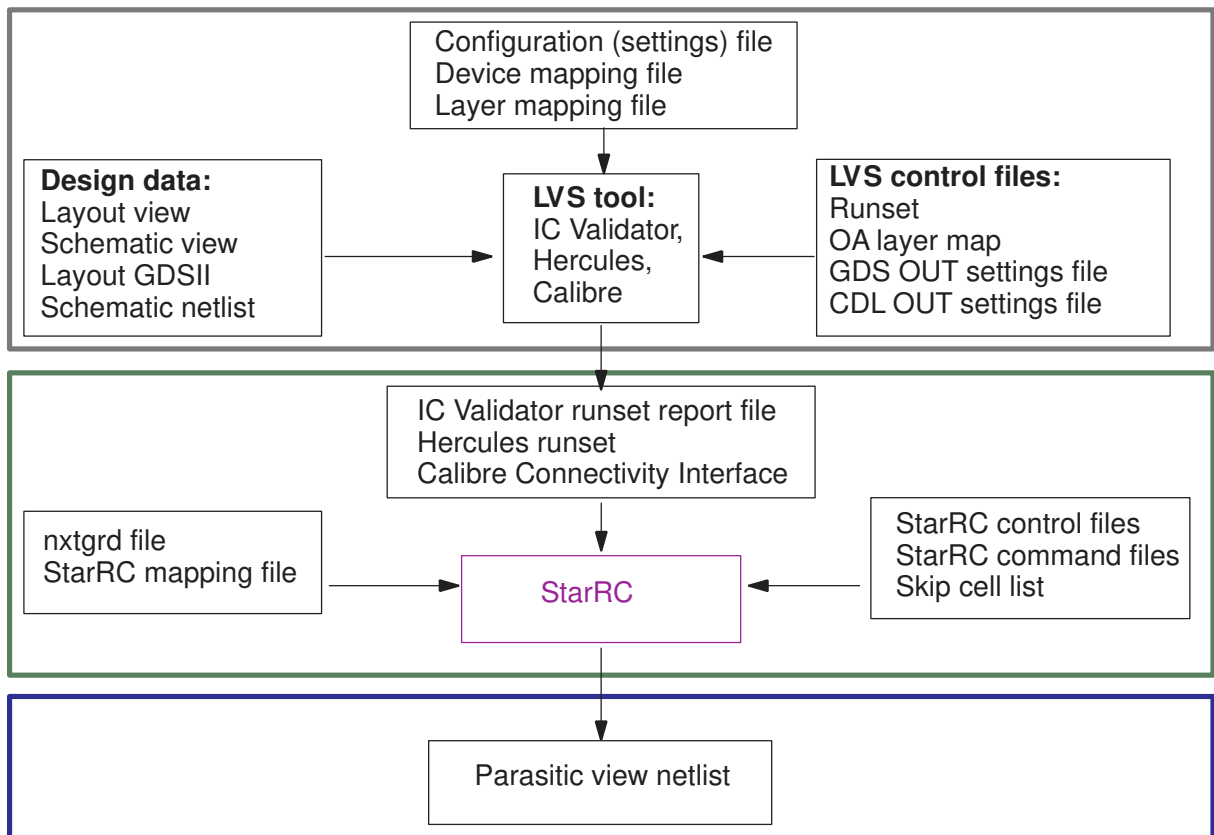 Configuration (settings) file
Device mapping file
Layer mapping file
Design data:
Layout view
Schematic view
Layout GDSII
Schematic netlist
LVS tool:
IC Validator,
Hercules,
Calibre
LVS control files:
Runset
OA layer map
GDS OUT settings file
CDL OUT settings file
IC Validator runset report file
Hercules runset
Calibre Connectivity Interface
nxtgrd file
StarRC mapping file
StarRC
StarRC control files
StarRC command files
Skip cell list
Parasitic view netlist